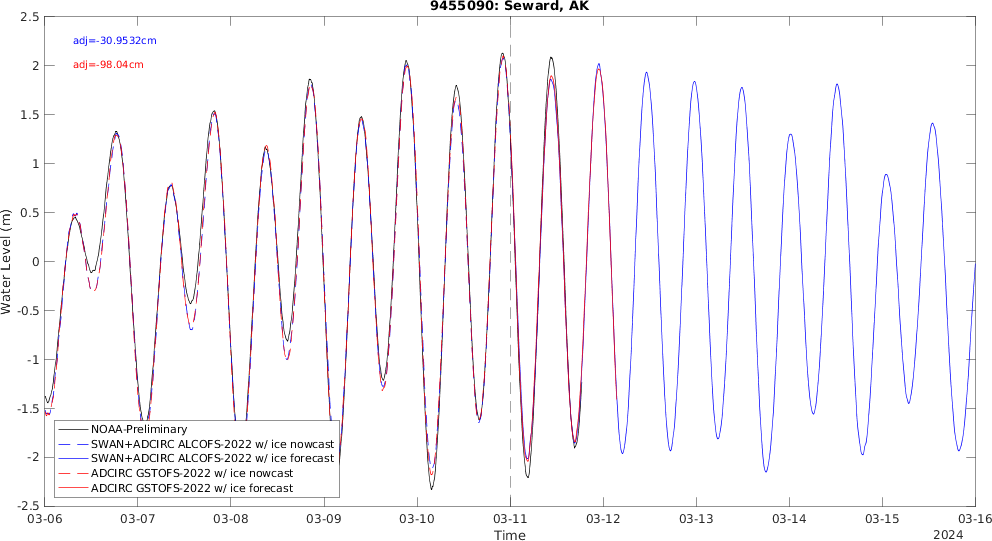 9455090: Seward, AK
adj=-30.9532cm
adj=-98.04cm
2.5
2
1.5
1
0.5
0
-0.5
-1
-1.5
-2
-2.5
Water Level (m)
NOAA-Preliminary
SWAN+ADCIRC ALCOFS-2022 w/ ice nowcast
SWAN+ADCIRC ALCOFS-2022 w/ ice forecast
ADCIRC GSTOFS-2022 w/ ice nowcast
ADCIRC GSTOFS-2022 w/ ice forecast
03-06 03-07 03-08 03-09 03-10 03-11 03-12 03-13 03-14 03-15 03-16
Time
2024